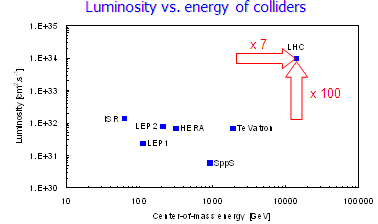 Luminosity vs. energy of colliders
1.E+35
1.E+34
1.E+33
1.E+32
1.E+31
1.E+30
Luminosity [cm².s⁻¹]
x 7
LHC
x 100
ISR
LEP 2
HERA
TeVatron
LEP 1
SppS
10
100
1000
10000
100000
Center-of-mass energy [GeV]